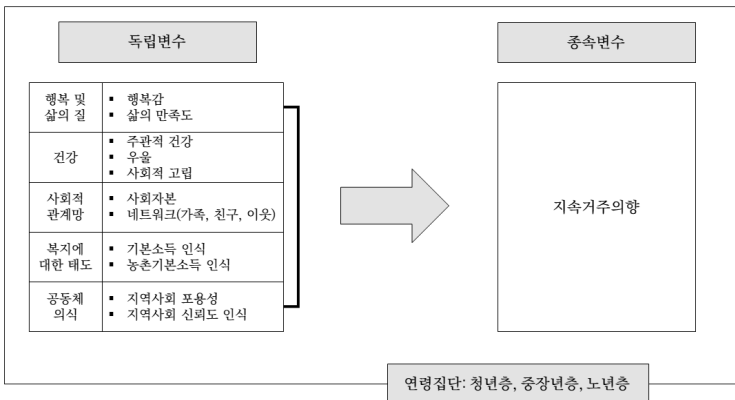 독립변수
종속변수
행복 및
삶의 질
▪ 행복감
▪ 삶의 만족도
건강
▪ 주관적 건강
▪ 우울
▪ 사회적 고립
사회적
관계망
▪ 사회자본
▪ 네트워크(가족, 친구, 이웃)
복지에
대한 태도
▪ 기본소득 인식
▪ 농촌기본소득 인식
공동체
의식
▪ 지역사회 포용성
▪ 지역사회 신뢰도 인식
지속거주의향
연령집단: 청년층, 중장년층, 노년층